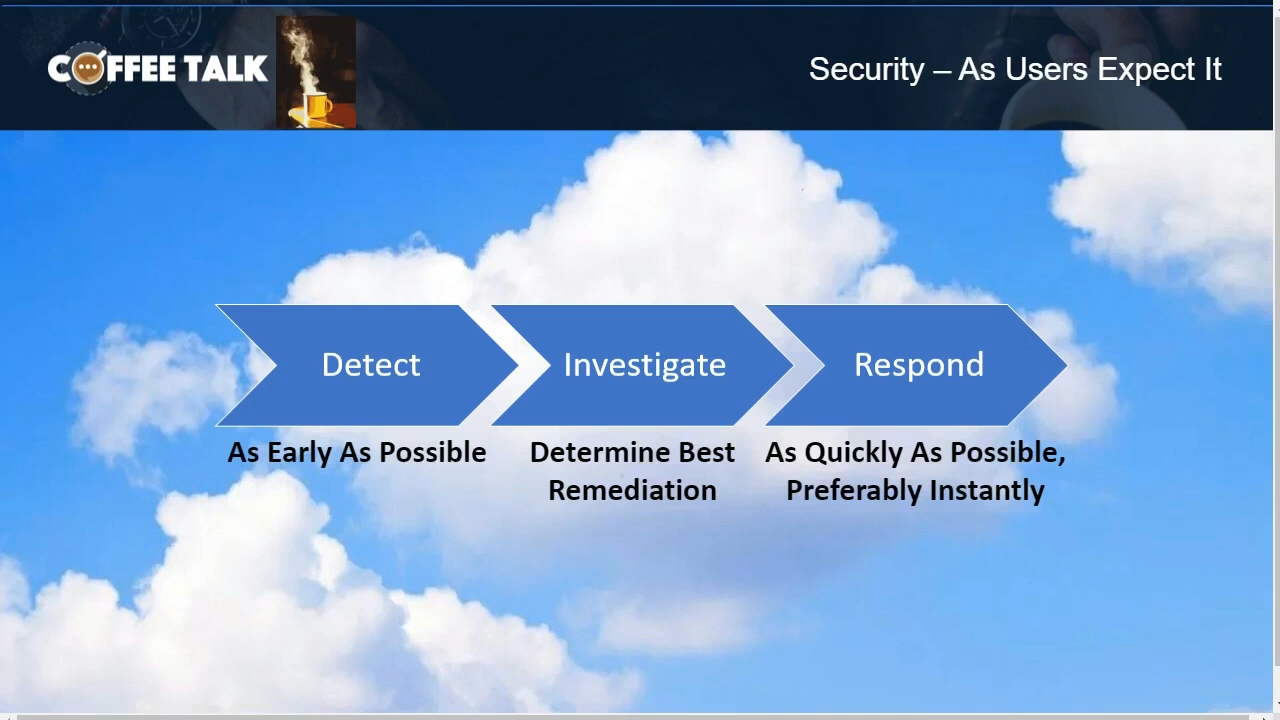 COFFEE TALK
Security – As Users Expect It
Detect
Investigate
Respond
As Early As Possible
Determine Best
Remediation
As Quickly As Possible,
Preferably Instantly